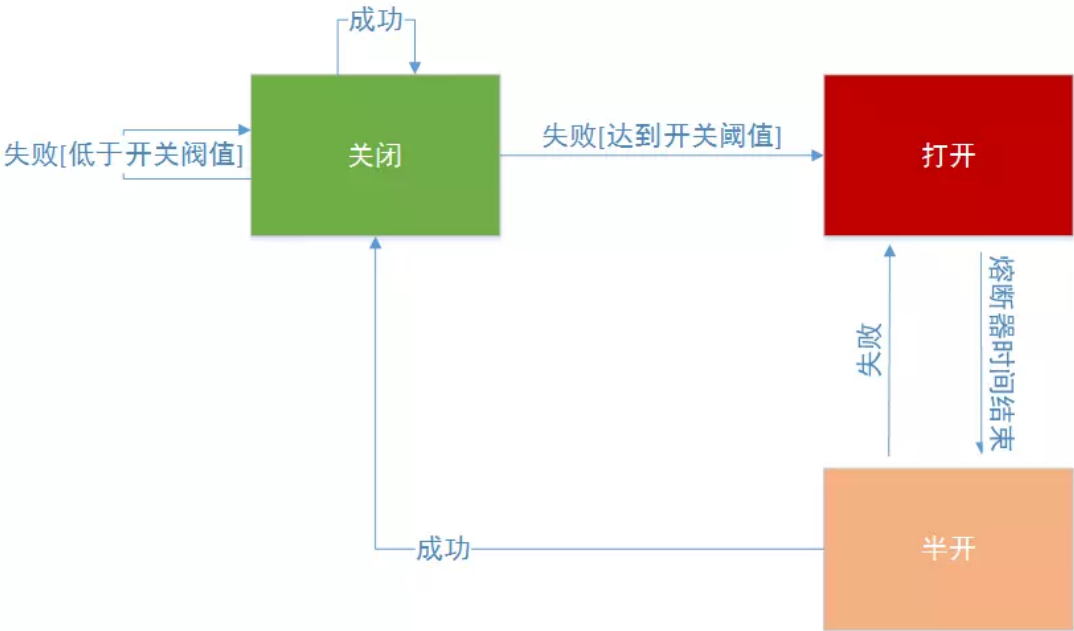 成功
失败[低于开关阀值]
关闭
失败[达到开关阈值]
打开
失败
熔断器时间结束
成功
半开